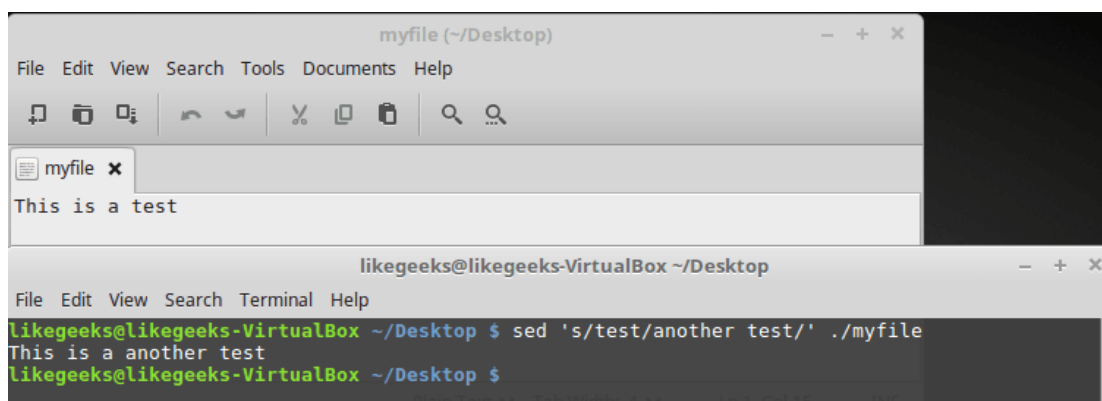 myfile (~/Desktop)
File Edit View Search Tools Documents Help
myfile
This is a test
likegeeks@likegeeks-VirtualBox ~/Desktop
File Edit View Search Terminal Help
likegeeks@likegeeks-VirtualBox ~/Desktop $ sed 's/test/another test/' ./myfile
This is a another test
likegeeks@likegeeks-VirtualBox ~/Desktop $